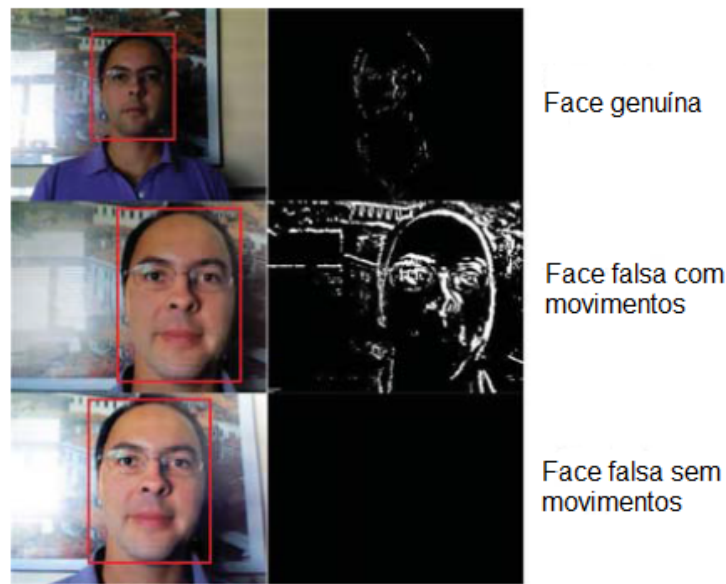 Face genuína
Face falsa com
movimentos
Face falsa sem
movimentos